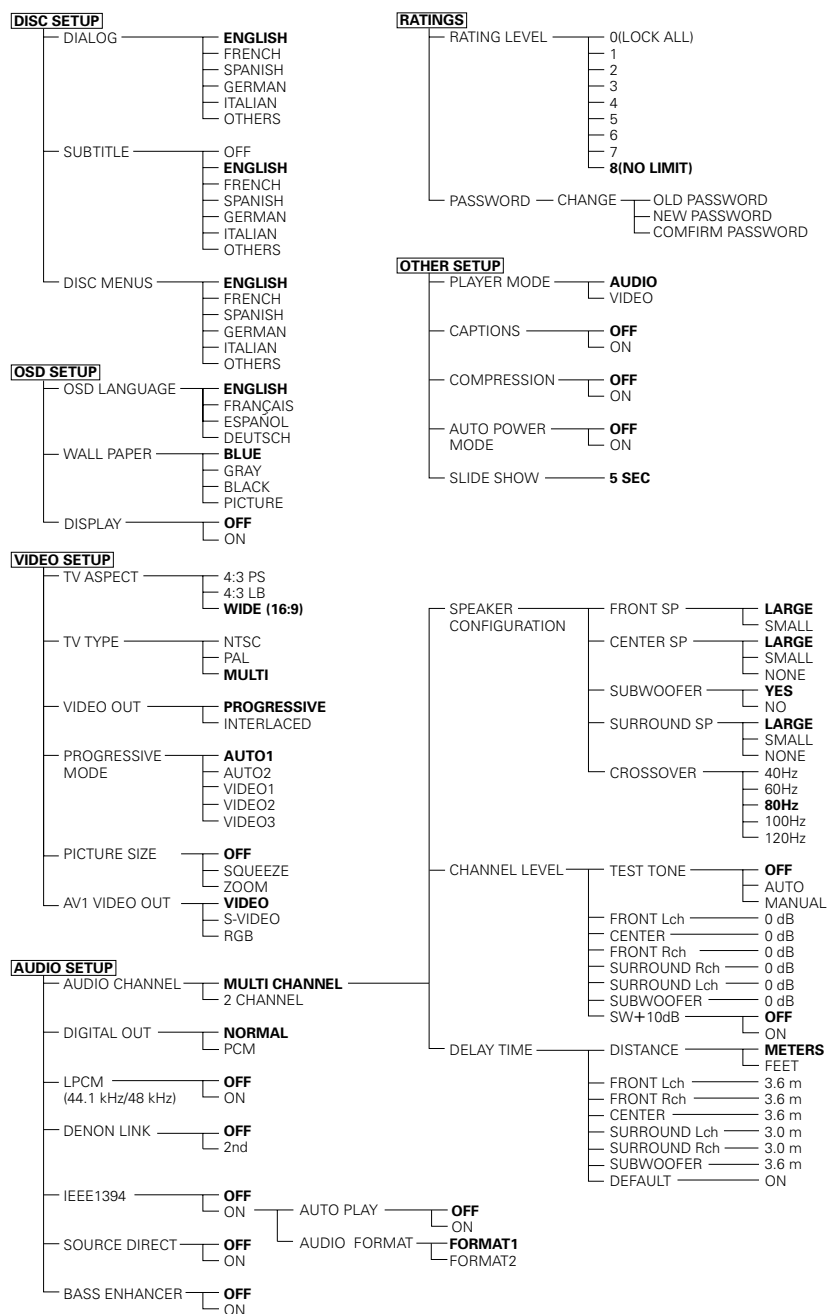 DISC SETUP
DIALOG
ENGLISH
FRENCH
SPANISH
GERMAN
ITALIAN
OTHERS
SUBTITLE
OFF
ENGLISH
FRENCH
SPANISH
GERMAN
ITALIAN
OTHERS
DISC MENUS
ENGLISH
FRENCH
SPANISH
GERMAN
ITALIAN
OTHERS
OSD SETUP
OSD LANGUAGE
ENGLISH
FRANÇAIS
ESPAÑOL
DEUTSCH
WALL PAPER
BLUE
GRAY
BLACK
PICTURE
DISPLAY
OFF
ON
VIDEO SETUP
TV ASPECT
4:3 PS
4:3 LB
WIDE (16:9)
TV TYPE
NTSC
PAL
MULTI
VIDEO OUT
PROGRESSIVE
INTERLACED
PROGRESSIVE
MODE
AUTO1
AUTO2
VIDEO1
VIDEO2
VIDEO3
PICTURE SIZE
OFF
SQUEEZE
ZOOM
AV1 VIDEO OUT
VIDEO
S-VIDEO
RGB
AUDIO SETUP
AUDIO CHANNEL
MULTI CHANNEL
2 CHANNEL
DIGITAL OUT
NORMAL
PCM
LPCM
(44.1 kHz/48 kHz)
OFF
ON
DENON LINK
OFF
2nd
IEEE1394
OFF
ON
AUTO PLAY
OFF
ON
AUDIO FORMAT
FORMAT1
FORMAT2
SOURCE DIRECT
OFF
ON
BASS ENHANCER
OFF
ON
RATINGS
RATING LEVEL
0(LOCK ALL)
1
2
3
4
5
6
7
8(NO LIMIT)
PASSWORD
CHANGE
OLD PASSWORD
NEW PASSWORD
COMFIRM PASSWORD
OTHER SETUP
PLAYER MODE
AUDIO
VIDEO
CAPTIONS
OFF
ON
COMPRESSION
OFF
ON
AUTO POWER
MODE
OFF
ON
SLIDE SHOW
5 SEC
SPEAKER
CONFIGURATION
FRONT SP
LARGE
SMALL
CENTER SP
LARGE
SMALL
NONE
SUBWOOFER
YES
NO
SURROUND SP
LARGE
SMALL
NONE
CROSSOVER
40Hz
60Hz
80Hz
100Hz
120Hz
CHANNEL LEVEL
TEST TONE
OFF
AUTO
MANUAL
FRONT Lch 0 dB
CENTER 0 dB
FRONT Rch 0 dB
SURROUND Rch 0 dB
SURROUND Lch 0 dB
SUBWOOFER 0 dB
SW+10dB
OFF
ON
DELAY TIME
DISTANCE
METERS
FEET
FRONT Lch 3.6 m
FRONT Rch 3.6 m
CENTER 3.6 m
SURROUND Lch 3.0 m
SURROUND Rch 3.0 m
SUBWOOFER 3.6 m
DEFAULT ON